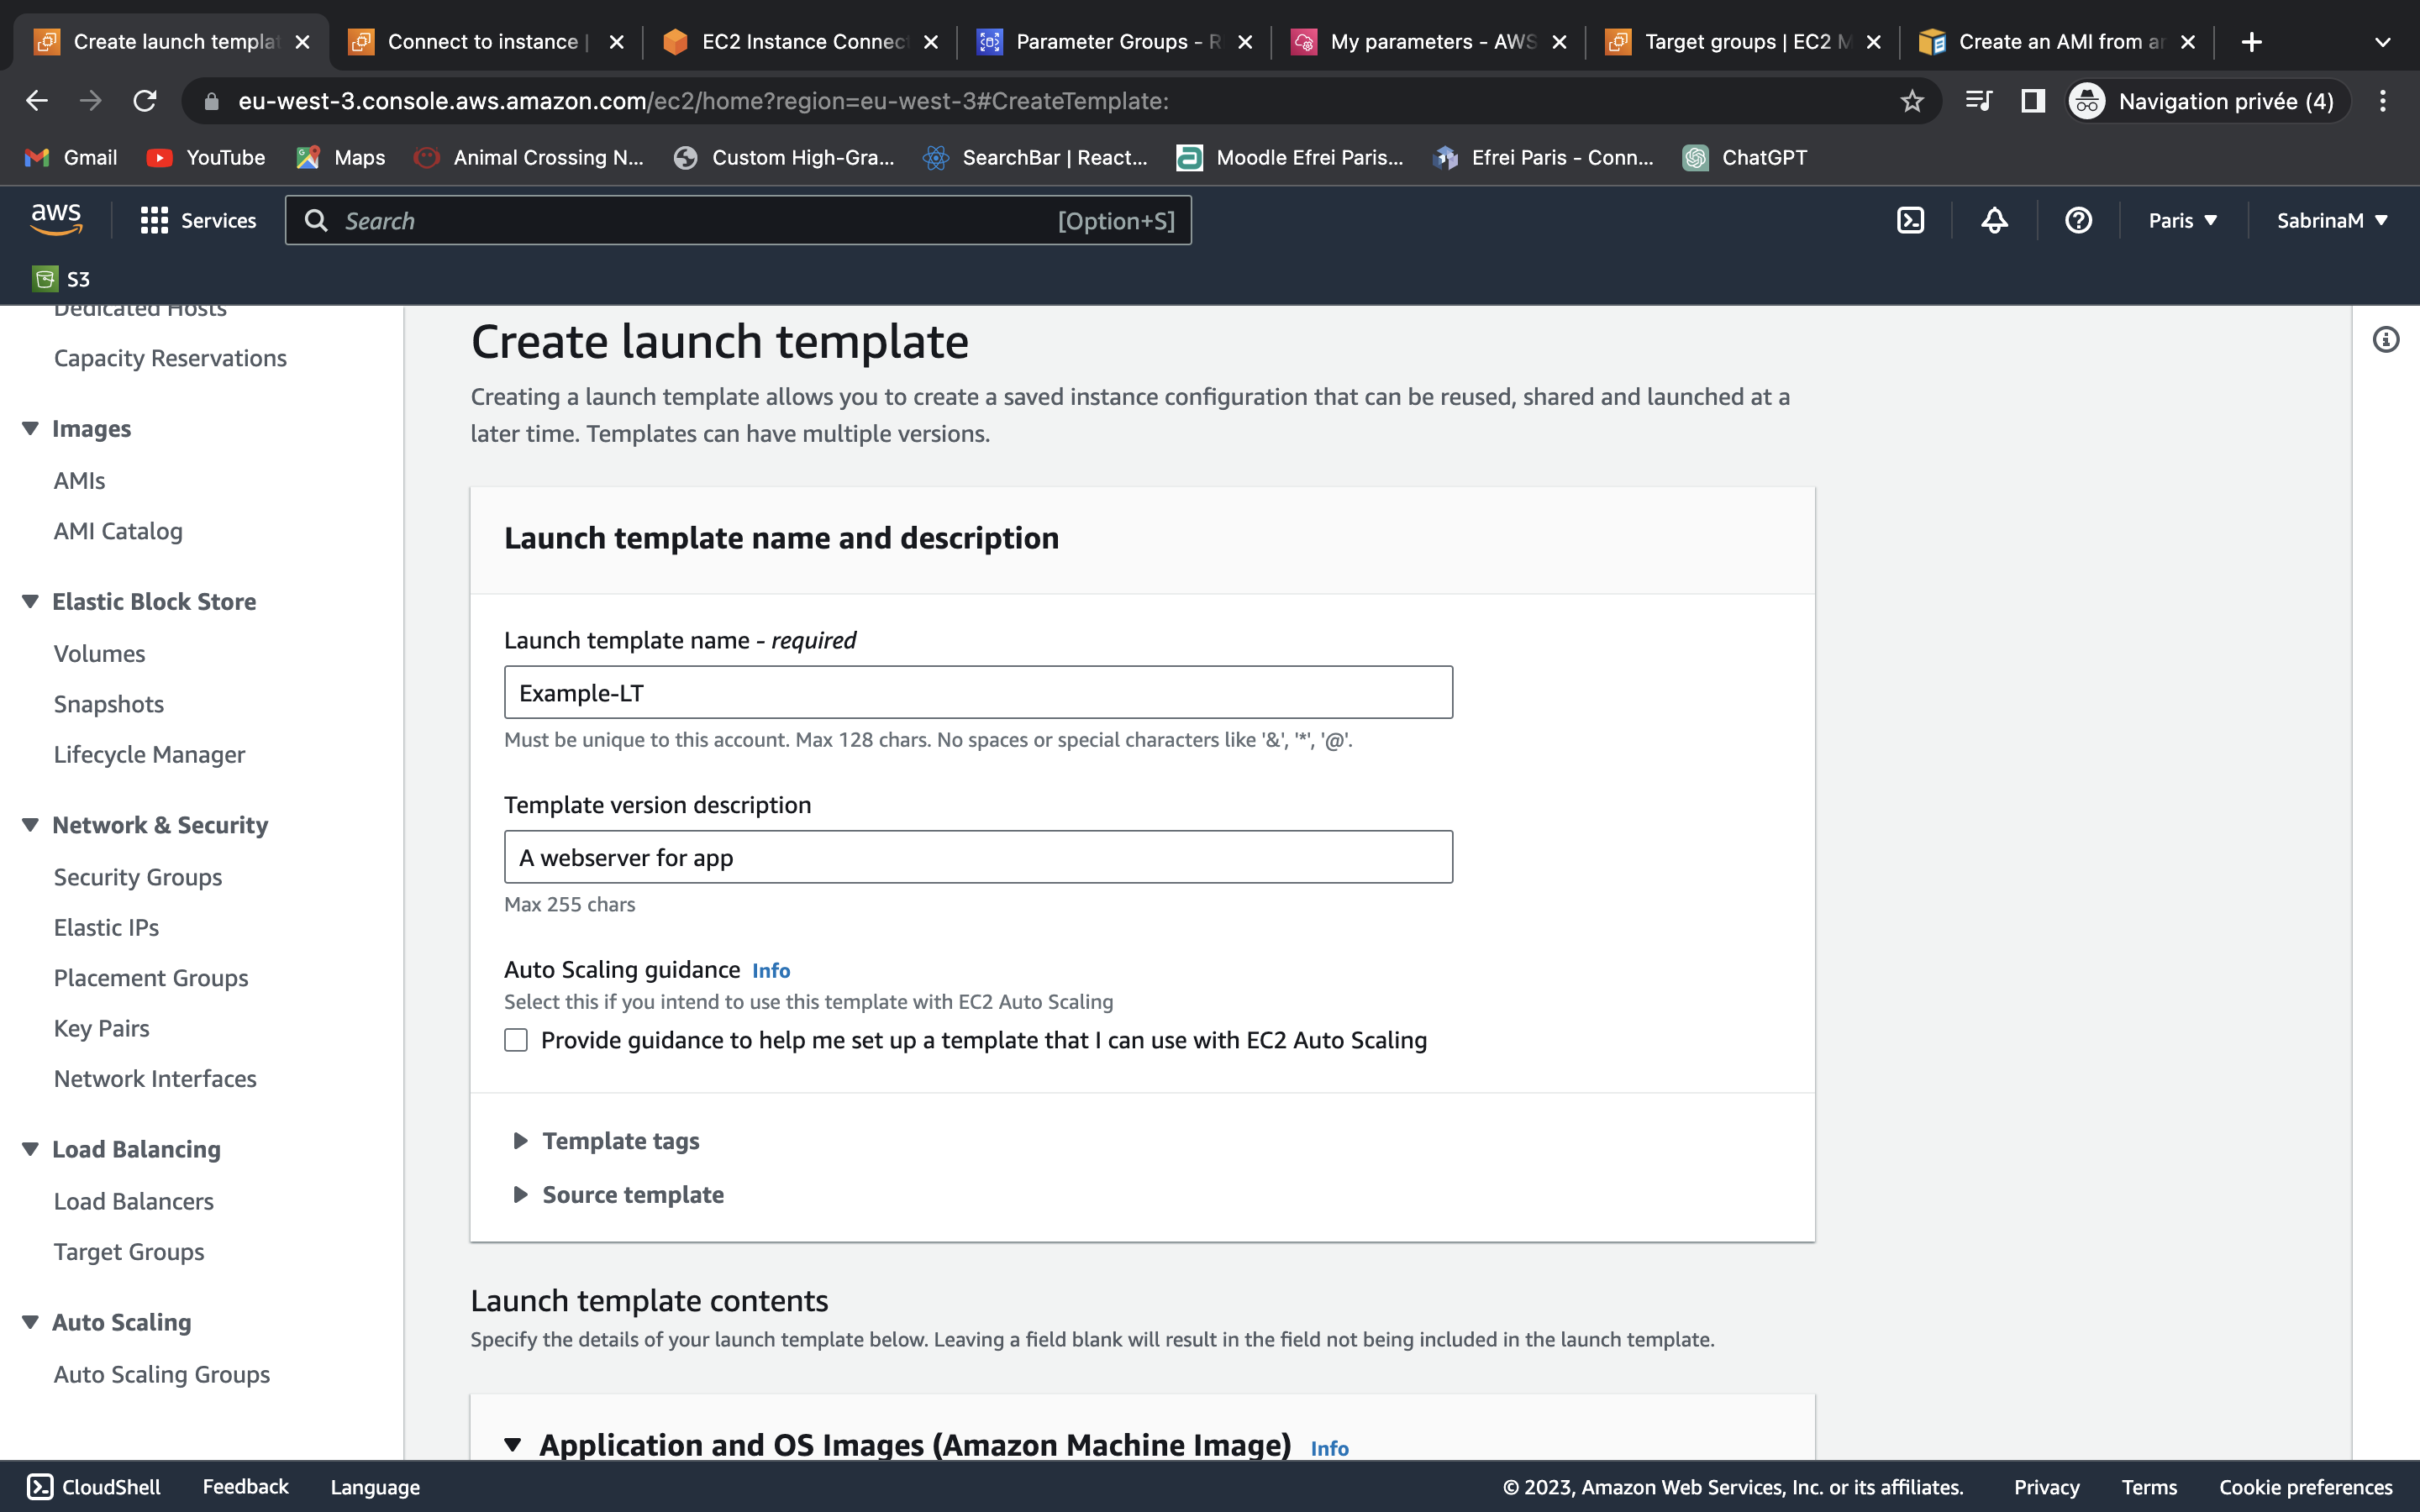 Create launch templat
Connect to instance |
EC2 Instance Connec
Parameter Groups - R
My parameters - AWS
Target groups | EC2 M
Create an AMI from ar
eu-west-3.console.aws.amazon.com/ec2/home?region=eu-west-3#CreateTemplate:
Navigation privée (4)
Gmail
YouTube
Maps
Animal Crossing N...
Custom High-Gra...
SearchBar | React...
Moodle Efrei Paris...
Efrei Paris - Conn...
ChatGPT
aws
Services
Search
[Option+S]
Paris
SabrinaM
S3
Dedicated Hosts
Capacity Reservations
Images
AMIs
AMI Catalog
Elastic Block Store
Volumes
Snapshots
Lifecycle Manager
Network & Security
Security Groups
Elastic IPs
Placement Groups
Key Pairs
Network Interfaces
Load Balancing
Load Balancers
Target Groups
Auto Scaling
Auto Scaling Groups
Create launch template
Creating a launch template allows you to create a saved instance configuration that can be reused, shared and launched at a
later time. Templates can have multiple versions.
Launch template name and description
Launch template name - required
Example-LT
Must be unique to this account. Max 128 chars. No spaces or special characters like '&', '*', '@'.
Template version description
A webserver for app
Max 255 chars
Auto Scaling guidance Info
Select this if you intend to use this template with EC2 Auto Scaling
Provide guidance to help me set up a template that I can use with EC2 Auto Scaling
Template tags
Source template
Launch template contents
Specify the details of your launch template below. Leaving a field blank will result in the field not being included in the launch template.
Application and OS Images (Amazon Machine Image) Info
CloudShell
Feedback
Language
© 2023, Amazon Web Services, Inc. or its affiliates.
Privacy
Terms
Cookie preferences